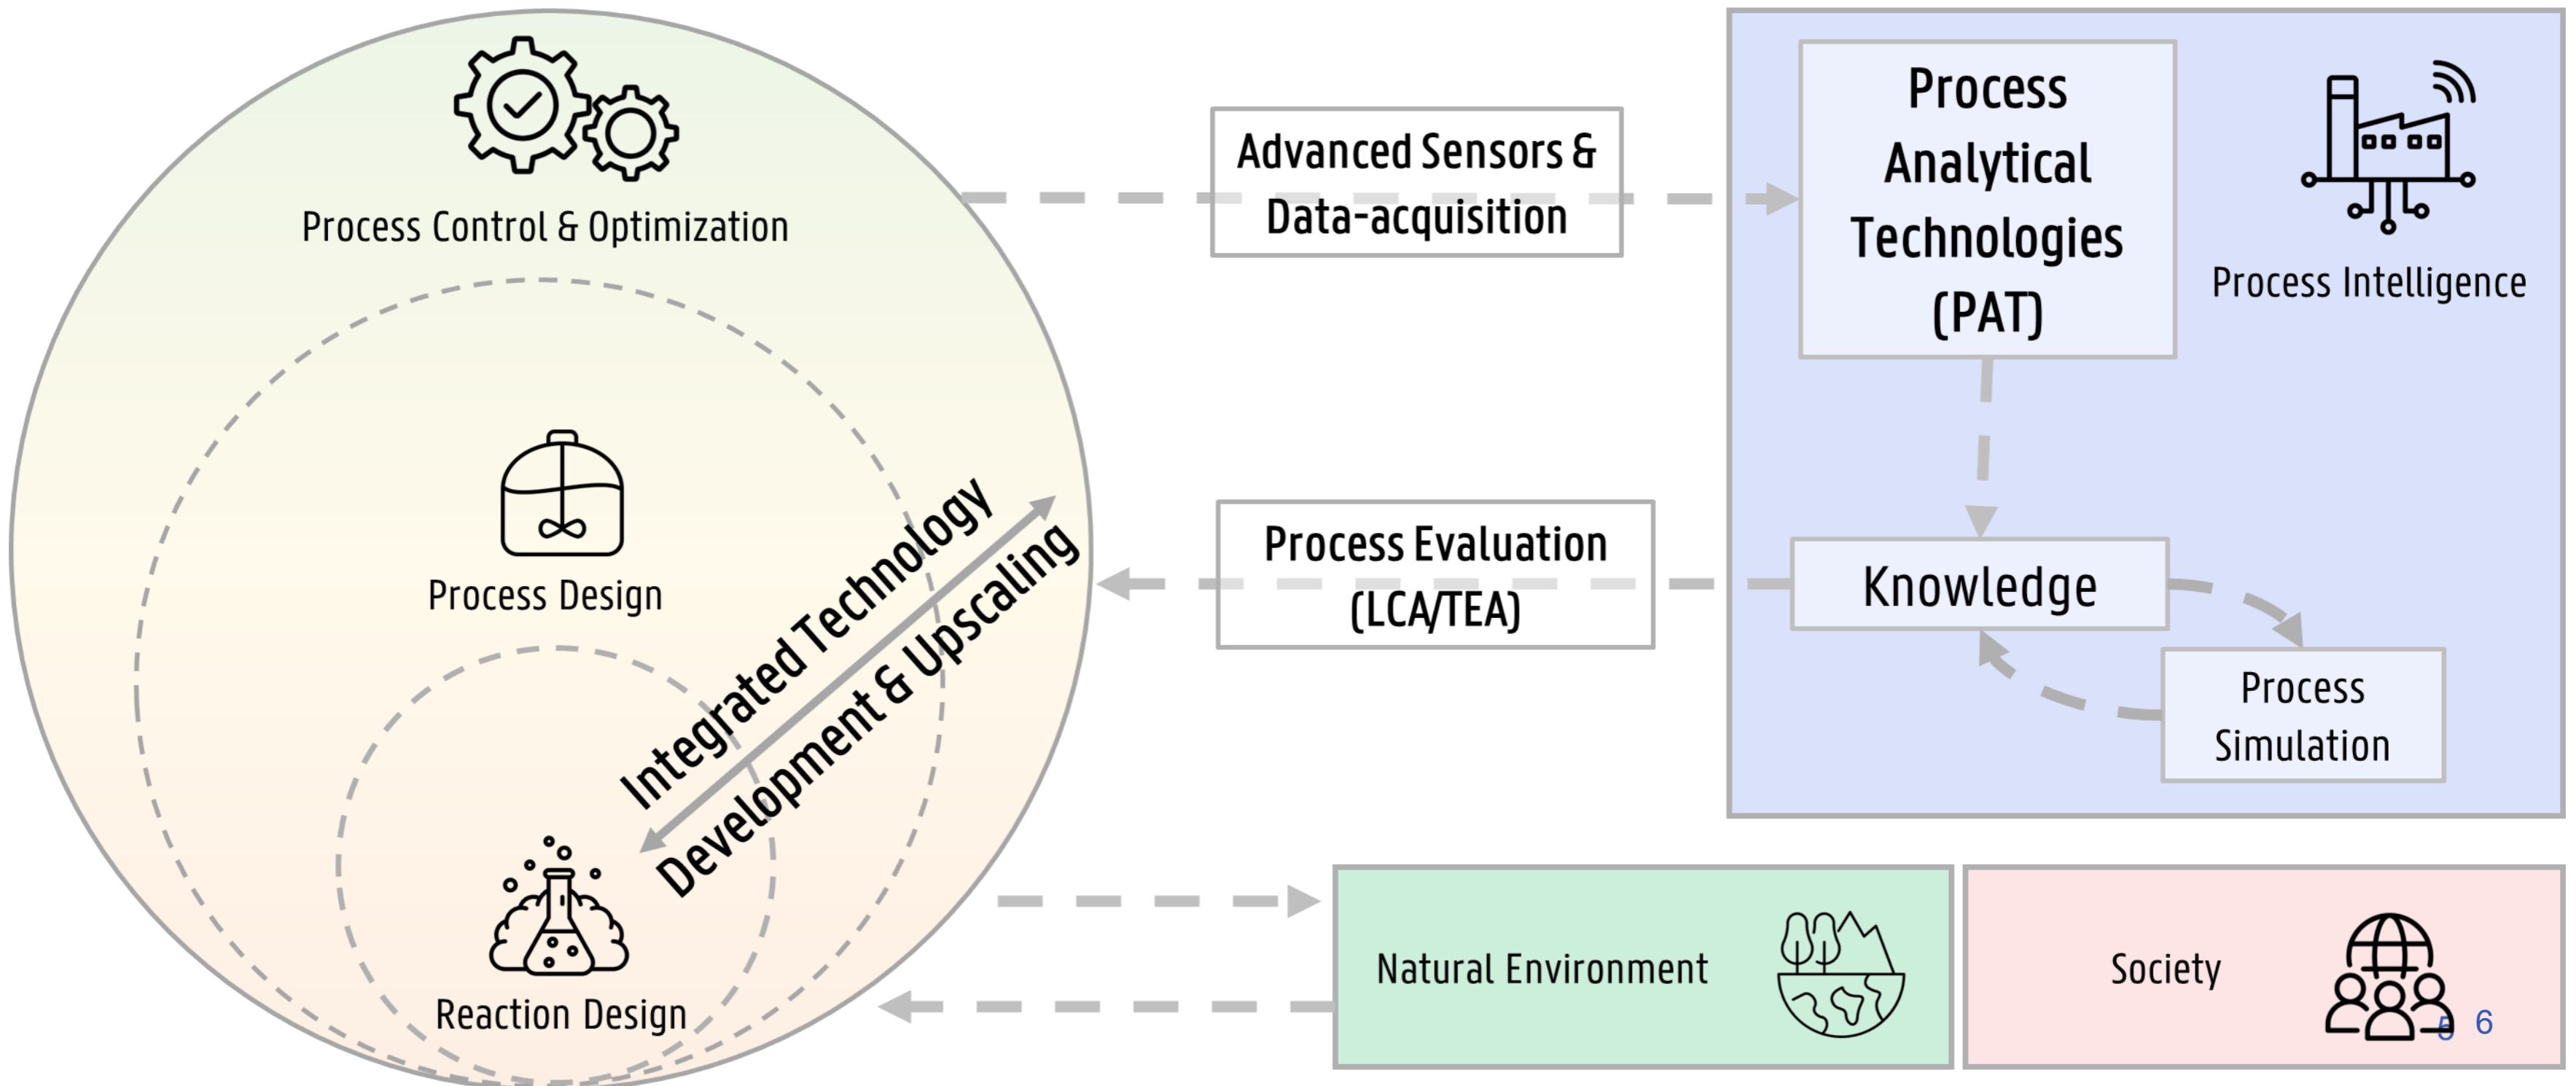 Process Control & Optimization
Process Design
Integrated Technology
Development & Upscaling
Reaction Design
Advanced Sensors &
Data-acquisition
Process Evaluation
(LCA/TEA)
Process
Analytical
Technologies
(PAT)
Process Intelligence
Knowledge
Process
Simulation
Natural Environment
Society
5 6